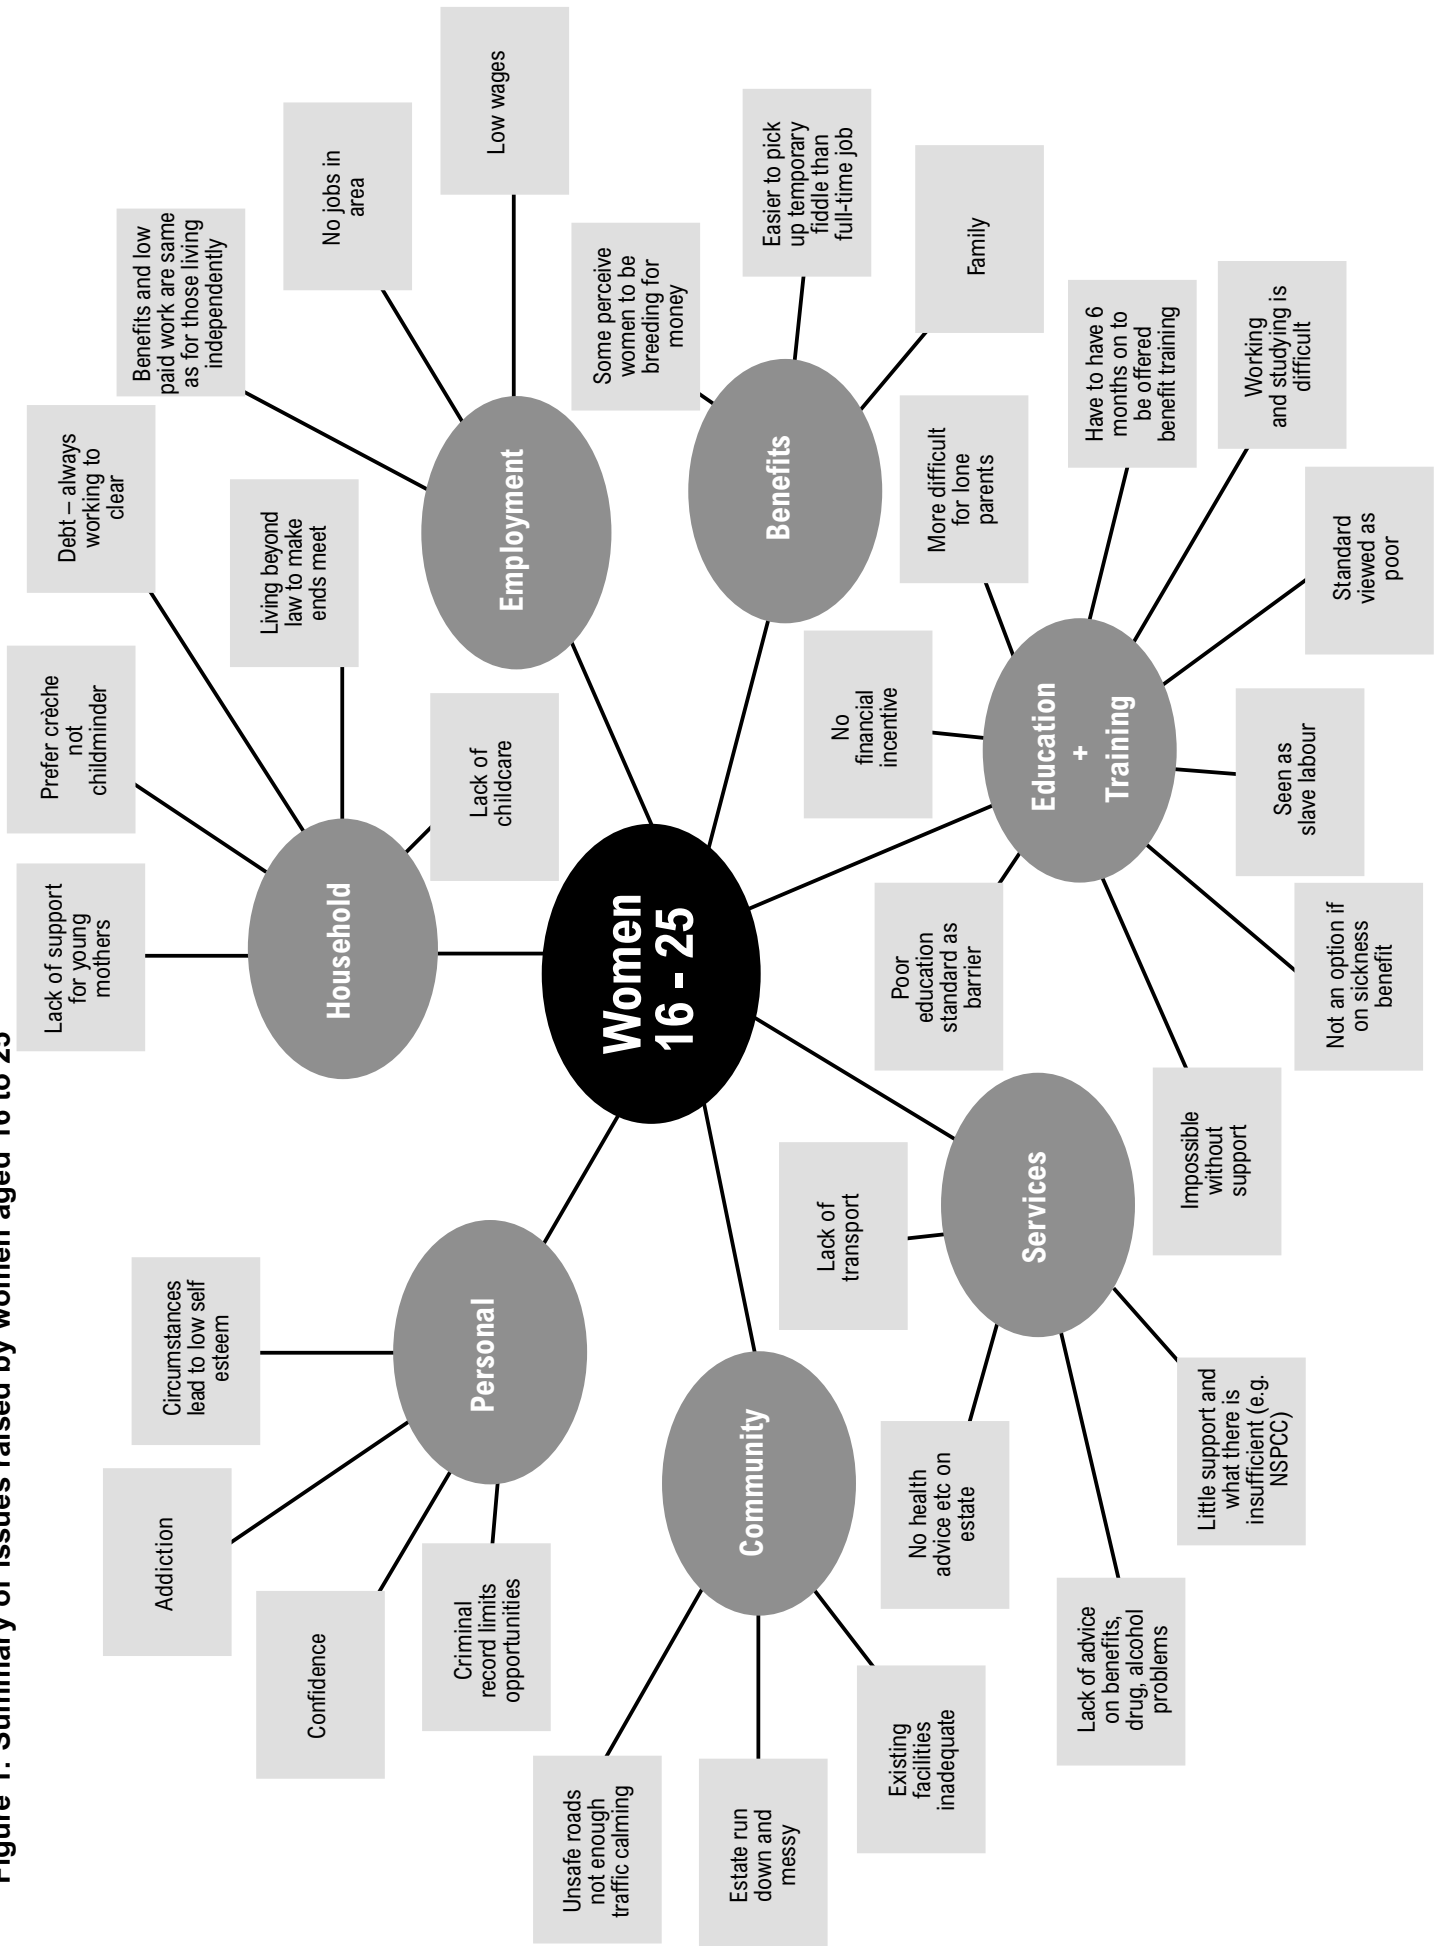 Figure 1: Summary of issues raised by women aged 16 to 25
Women
16 - 25
Personal
Circumstances
lead to low self
esteem
Addiction
Confidence
Criminal
record limits
opportunities
Household
Lack of support
for young
mothers
Prefer crèche
not
childminder
Debt – always
working to
clear
Living beyond
law to make
ends meet
Lack of
childcare
Employment
Benefits and low
paid work are same
as for those living
independently
No jobs in
area
Low wages
Benefits
Some perceive
women to be
breeding for
money
Easier to pick
up temporary
fiddle than
full-time job
Family
Education
+
Training
No
financial
incentive
More difficult
for lone
parents
Have to have 6
months on to
be offered
benefit training
Working
and studying is
difficult
Standard
viewed as
poor
Seen as
slave labour
Not an option if
on sickness
benefit
Impossible
without
support
Poor
education
standard as
barrier
Services
Lack of
transport
No health
advice etc on
estate
Lack of advice
on benefits,
drug, alcohol
problems
Little support and
what there is
insufficient (e.g.
NSPCC)
Community
Unsafe roads
not enough
traffic calming
Estate run
down and
messy
Existing
facilities
inadequate